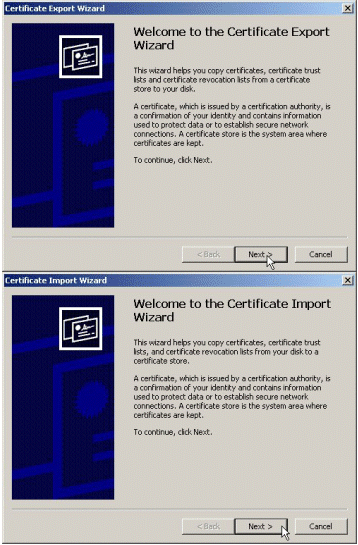 Certificate Export Wizard
Welcome to the Certificate Export
Wizard
This wizard helps you copy certificates, certificate trust
lists and certificate revocation lists from a certificate
store to your disk.
A certificate, which is issued by a certification authority, is
a confirmation of your identity and contains information
used to protect data or to establish secure network
connections. A certificate store is the system area where
certificates are kept.
To continue, click Next.
< Back Next > Cancel
Certificate Import Wizard
Welcome to the Certificate Import
Wizard
This wizard helps you copy certificates, certificate trust
lists, and certificate revocation lists from your disk to a
certificate store.
A certificate, which is issued by a certification authority, is
a confirmation of your identity and contains information
used to protect data or to establish secure network
connections. A certificate store is the system area where
certificates are kept.
To continue, click Next.
< Back Next > Cancel